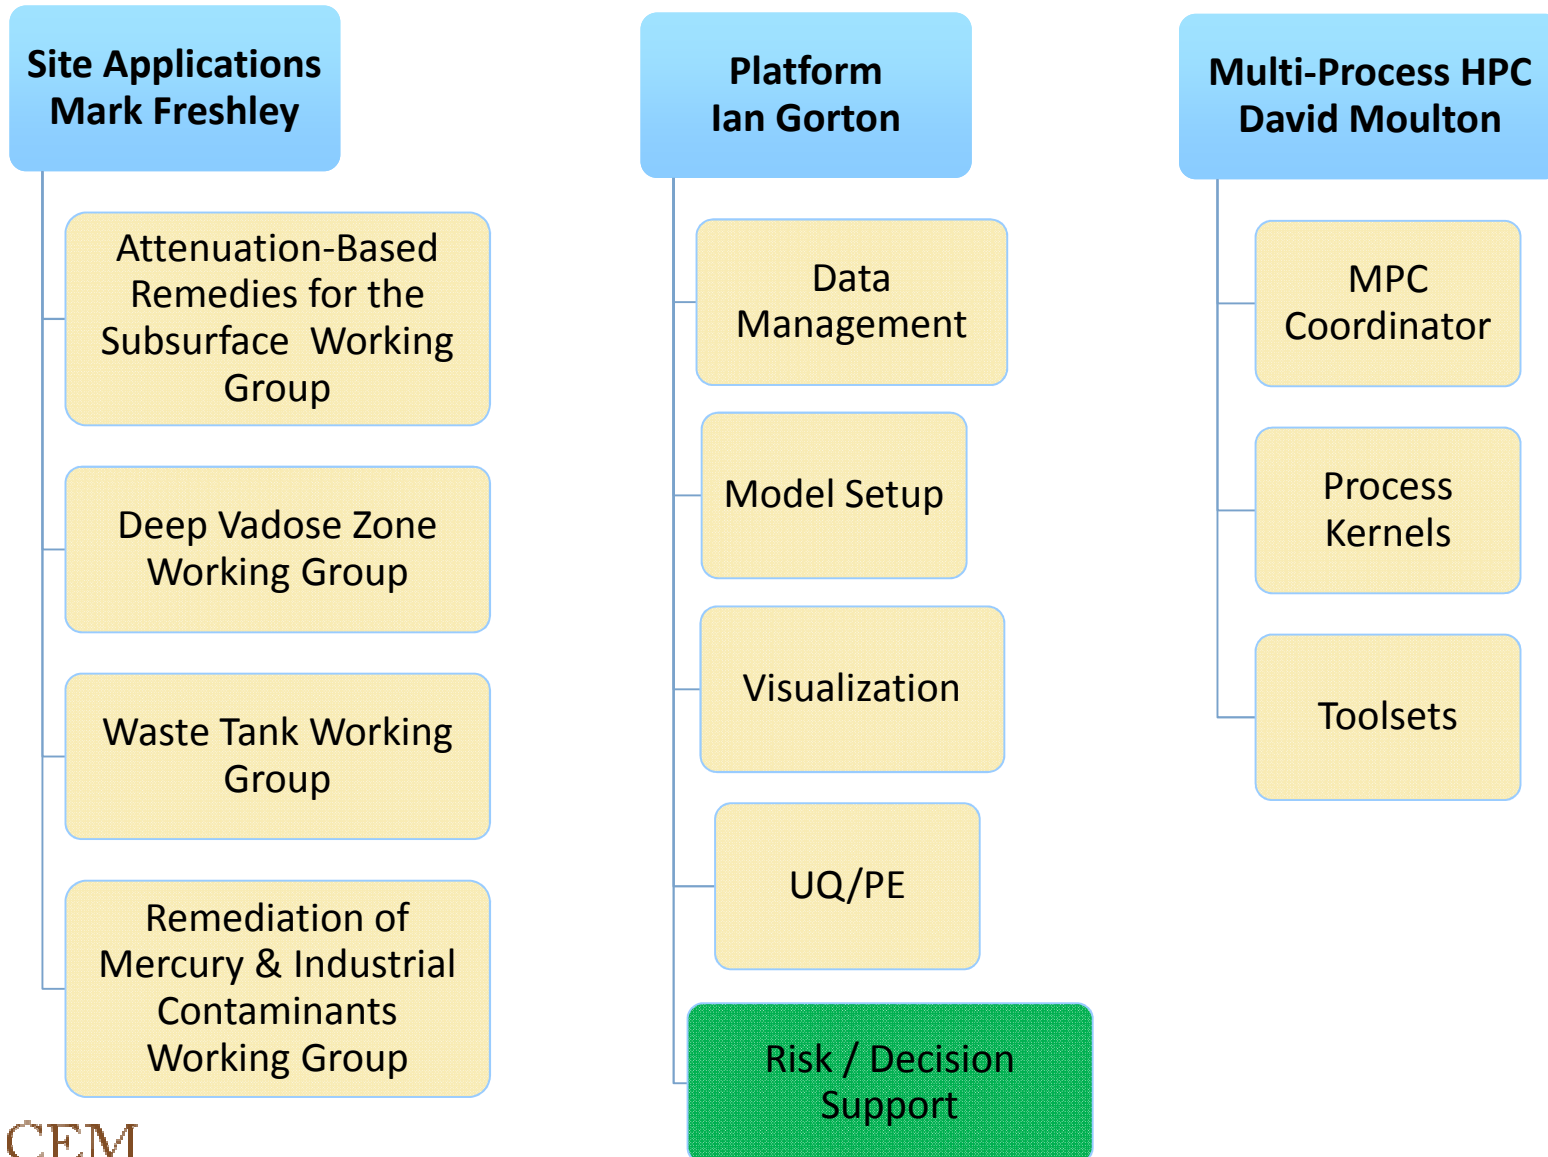 Site Applications
Mark Freshley
Attenuation-Based
Remedies for the
Subsurface Working
Group
Deep Vadose Zone
Working Group
Waste Tank Working
Group
Remediation of
Mercury & Industrial
Contaminants
Working Group
Platform
Ian Gorton
Data
Management
Model Setup
Visualization
UQ/PE
Risk / Decision
Support
Multi-Process HPC
David Moulton
MPC
Coordinator
Process
Kernels
Toolsets
CEM